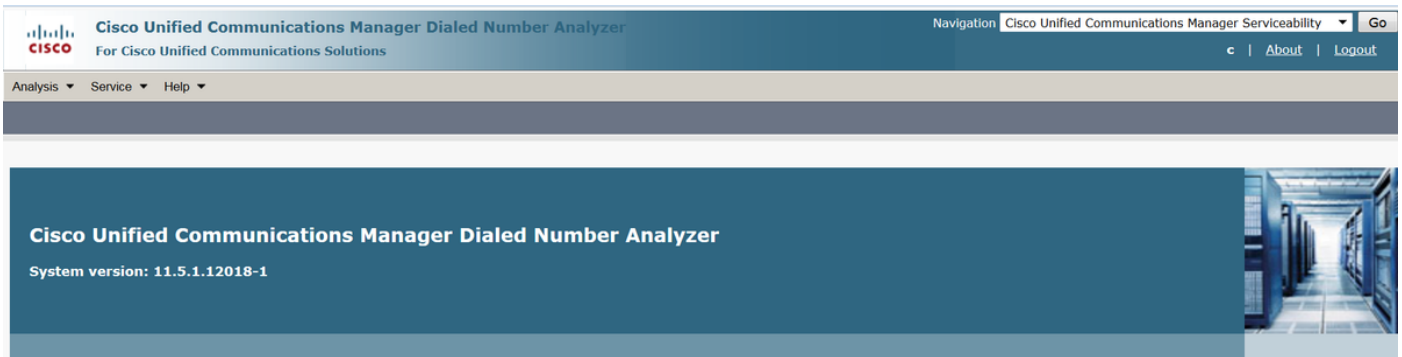 Cisco Unified Communications Manager Dialed Number Analyzer
Navigation Cisco Unified Communications Manager Serviceability Go
CISCO
For Cisco Unified Communications Solutions
c | About | Logout
Analysis Service Help
Cisco Unified Communications Manager Dialed Number Analyzer
System version: 11.5.1.12018-1